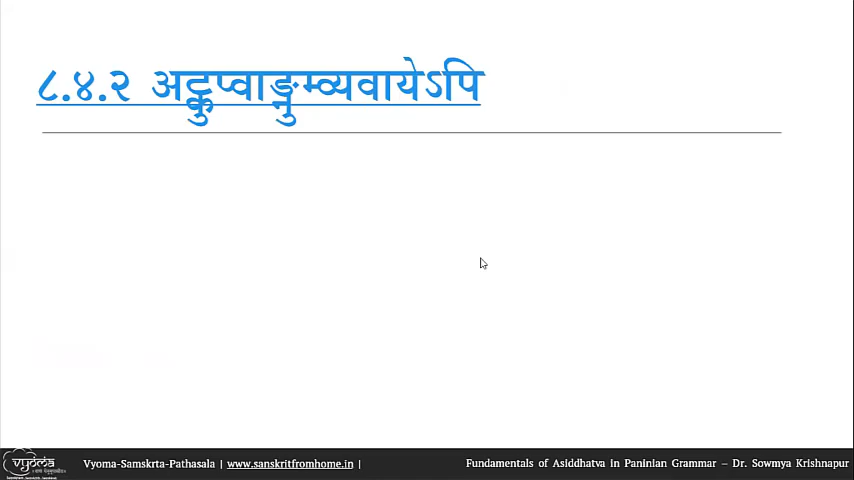 ८.४.२ अट्कुप्वाङ्नुम्व्यवायेऽपि
vyoma
Vyoma-Samskrta-Pathasala | www.sanskritfromhome.in |
Fundamentals of Asiddhatva in Paninian Grammar – Dr. Sowmya Krishnapur